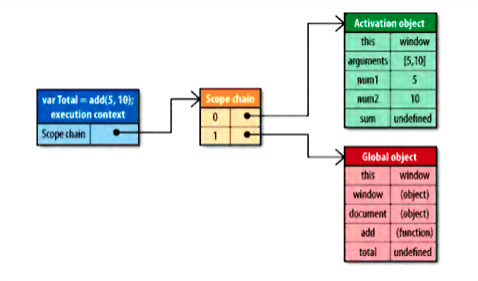 var Total = add(5, 10);
execution context
Scope chain
Scope chain
0
1
Activation object
this window
arguments [5,10]
num1 5
num2 10
sum undefined
Global object
this window
window (object)
document (object)
add (function)
total undefined